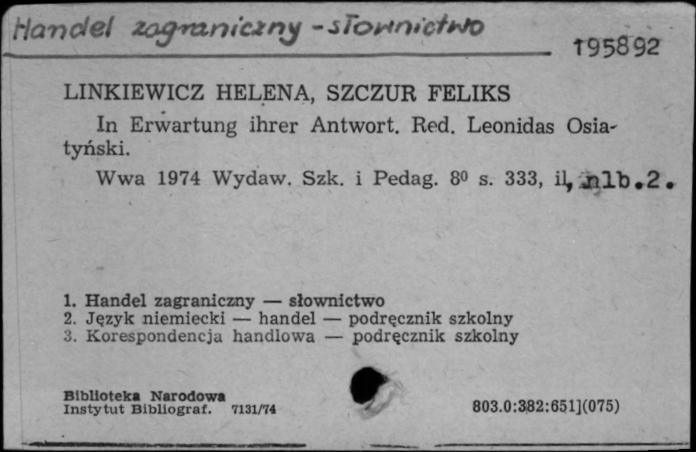 Handel zagraniczny - słownictwo
195892
LINKIEWICZ HELENA, SZCZUR FELIKS
In Erwartung ihrer Antwort. Red. Leonidas Osia-
tyński.
Wwa 1974 Wydaw. Szk. i Pedag. 8⁰ s. 333, il, nlb.2.
1. Handel zagraniczny — słownictwo
2. Język niemiecki — handel — podręcznik szkolny
3. Korespondencja handlowa — podręcznik szkolny
Biblioteka Narodowa
Instytut Bibliograf. 7131/74
803.0:382:651](075)